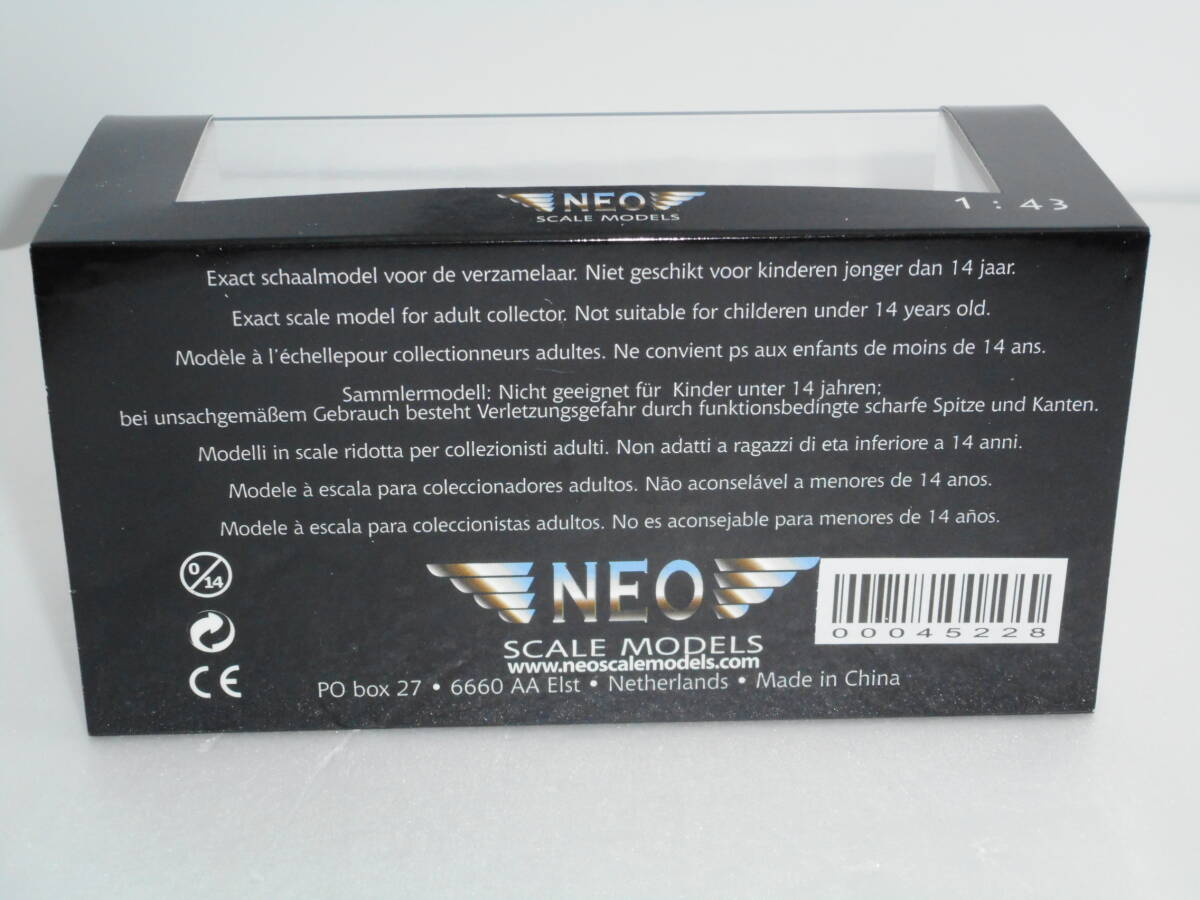 NEO
SCALE MODELS
1 : 43
Exact schaalmodel voor de verzamelaar. Niet geschikt voor kinderen jonger dan 14 jaar.
Exact scale model for adult collector. Not suitable for childeren under 14 years old.
Modèle à l'échellepour collectionneurs adultes. Ne convient ps aux enfants de moins de 14 ans.
Sammlermodell: Nicht geeignet für Kinder unter 14 jahren;
bei unsachgemäßem Gebrauch besteht Verletzungsgefahr durch funktionsbedingte scharfe Spitze und Kanten.
Modelli in scale ridotta per collezionisti adulti. Non adatti a ragazzi di eta inferiore a 14 anni.
Modele à escala para coleccionadores adultos. Não aconselável a menores de 14 anos.
Modele à escala para coleccionistas adultos. No es aconsejable para menores de 14 años.
0/14
NEO
SCALE MODELS
www.neoscalemodels.com
00045228
CE
PO box 27 • 6660 AA Elst • Netherlands • Made in China